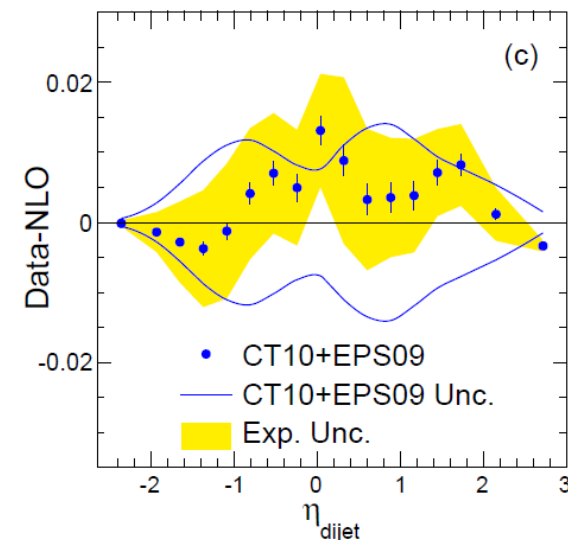 (c)
0.02
0
-0.02
Data-NLO
CT10+EPS09
CT10+EPS09 Unc.
Exp. Unc.
-2 -1 0 1 2 3
η_dijet